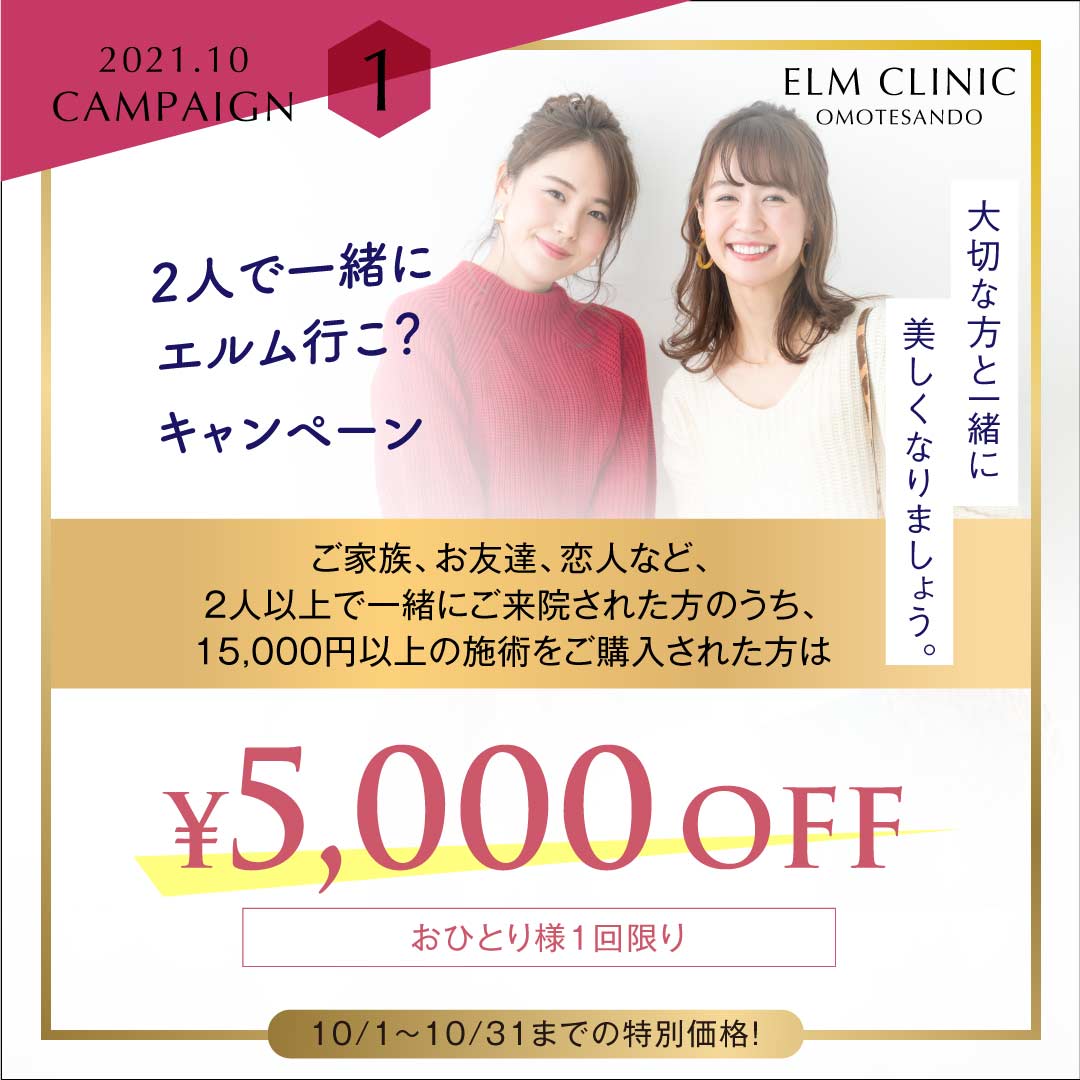 2021.10
CAMPAIGN
1
ELM CLINIC
OMOTESANDO
2人で一緒に
エルム行こ?
キャンペーン
大切な方と一緒に
美しくなりましょう。
ご家族、お友達、恋人など、
2人以上で一緒にご来院された方のうち、
15,000円以上の施術をご購入された方は
¥5,000 OFF
おひとり様1回限り
10/1〜10/31までの特別価格!